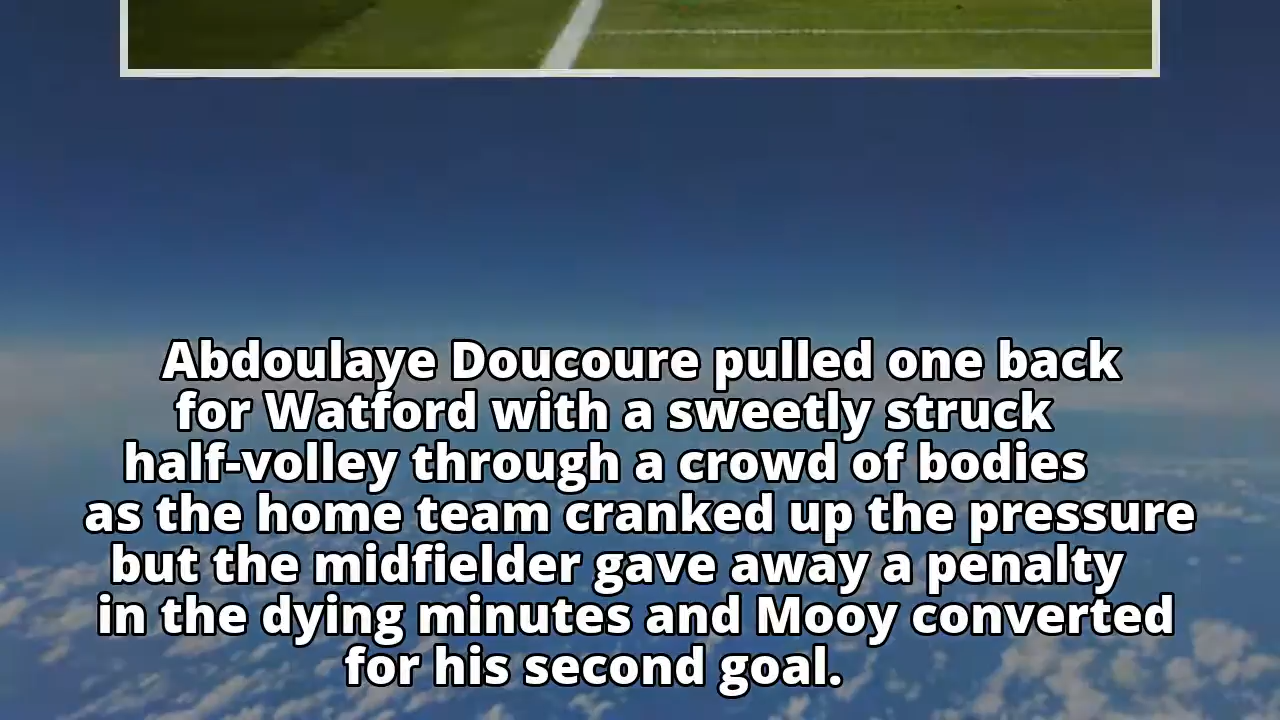 Abdoulaye Doucoure pulled one back
for Watford with a sweetly struck
half-volley through a crowd of bodies
as the home team cranked up the pressure
but the midfielder gave away a penalty
in the dying minutes and Mooy converted
for his second goal.